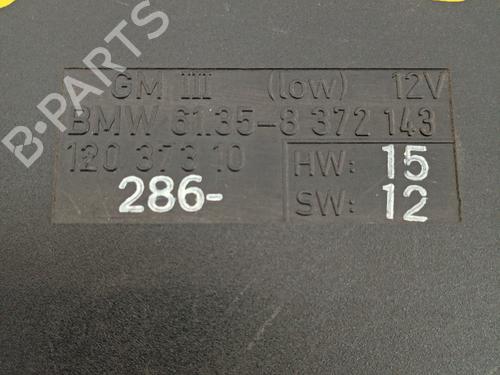 GM III (low) 12V
BMW 61.35-8 372 143
120 373 10 HW: 15
286- SW: 12
B-PARTS